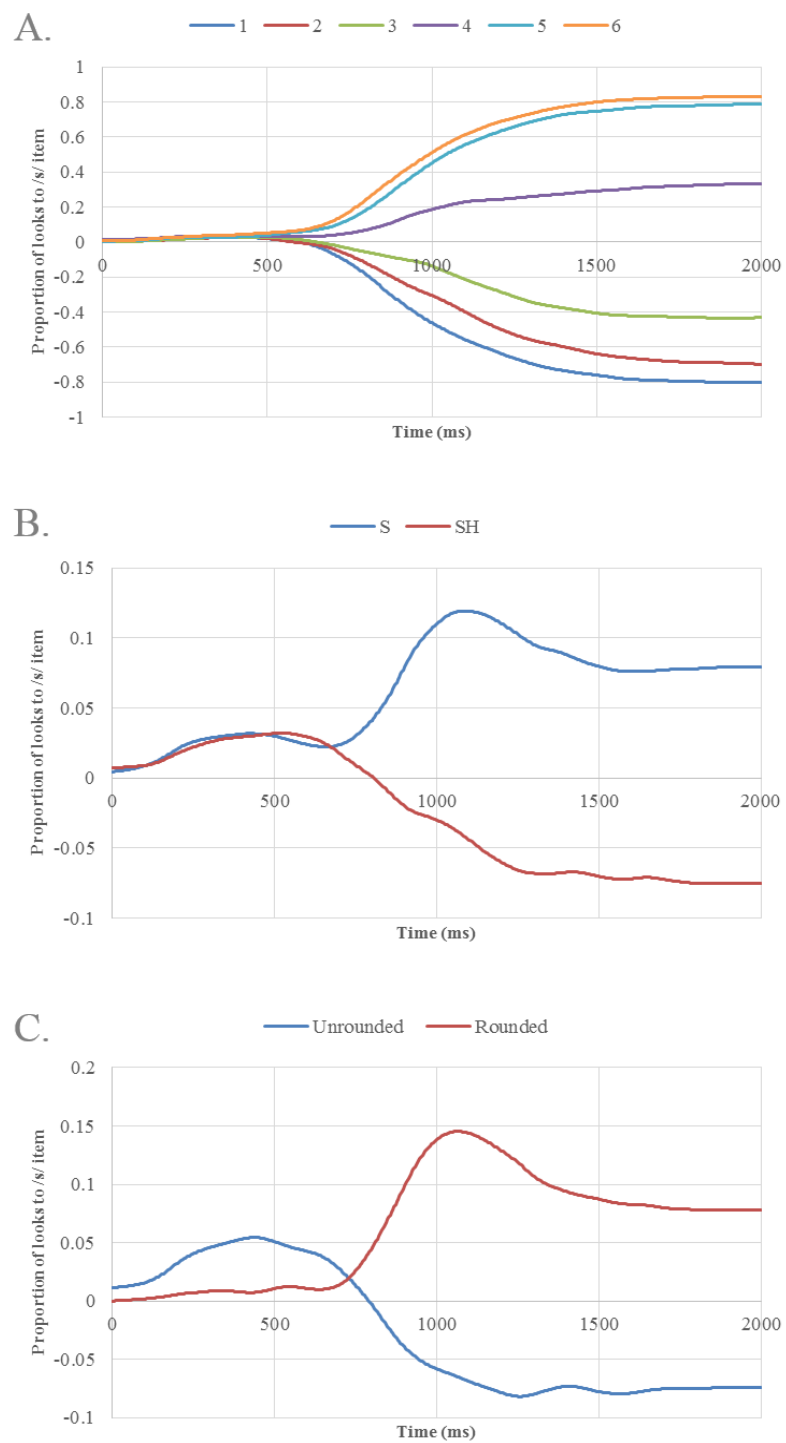 A.
1 2 3 4 5 6
1
0.8
0.6
0.4
0.2
0
-0.2
-0.4
-0.6
-0.8
-1
0 500 1000 1500 2000
Proportion of looks to /s/ item
Time (ms)
B.
S SH
0.15
0.1
0.05
0
-0.05
-0.1
0 500 1000 1500 2000
Proportion of looks to /s/ item
Time (ms)
C.
Unrounded Rounded
0.2
0.15
0.1
0.05
0
-0.05
-0.1
0 500 1000 1500 2000
Proportion of looks to /s/ item
Time (ms)